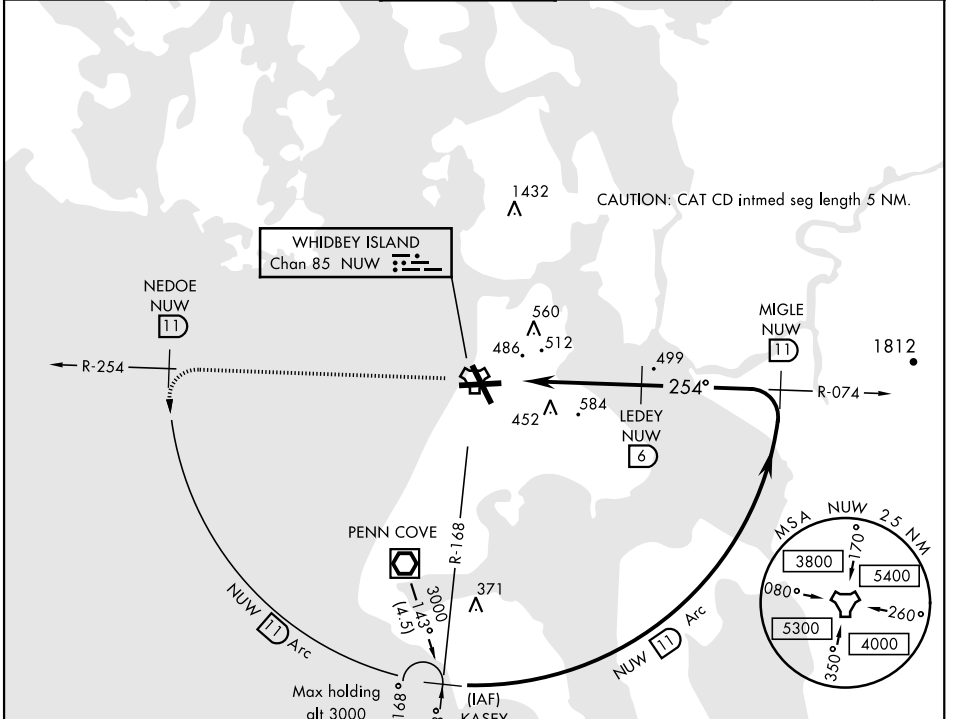 1432
CAUTION: CAT CD intmed seg length 5 NM.
WHIDBEY ISLAND
Chan 85 NUW
NEDOE
NUW
11
R-254
560
486
512
499
MIGLE
NUW
11
1812
254°
R-074
452
584
LEDEY
NUW
6
PENN COVE
R-168
3000
143°
(4.5)
371
NUW 11 Arc
NUW 11 Arc
MSA NUW 25 NM
3800
170°
5400
080°
260°
5300
4000
350°
Max holding
alt 3000
168°
(IAF)
KASEY